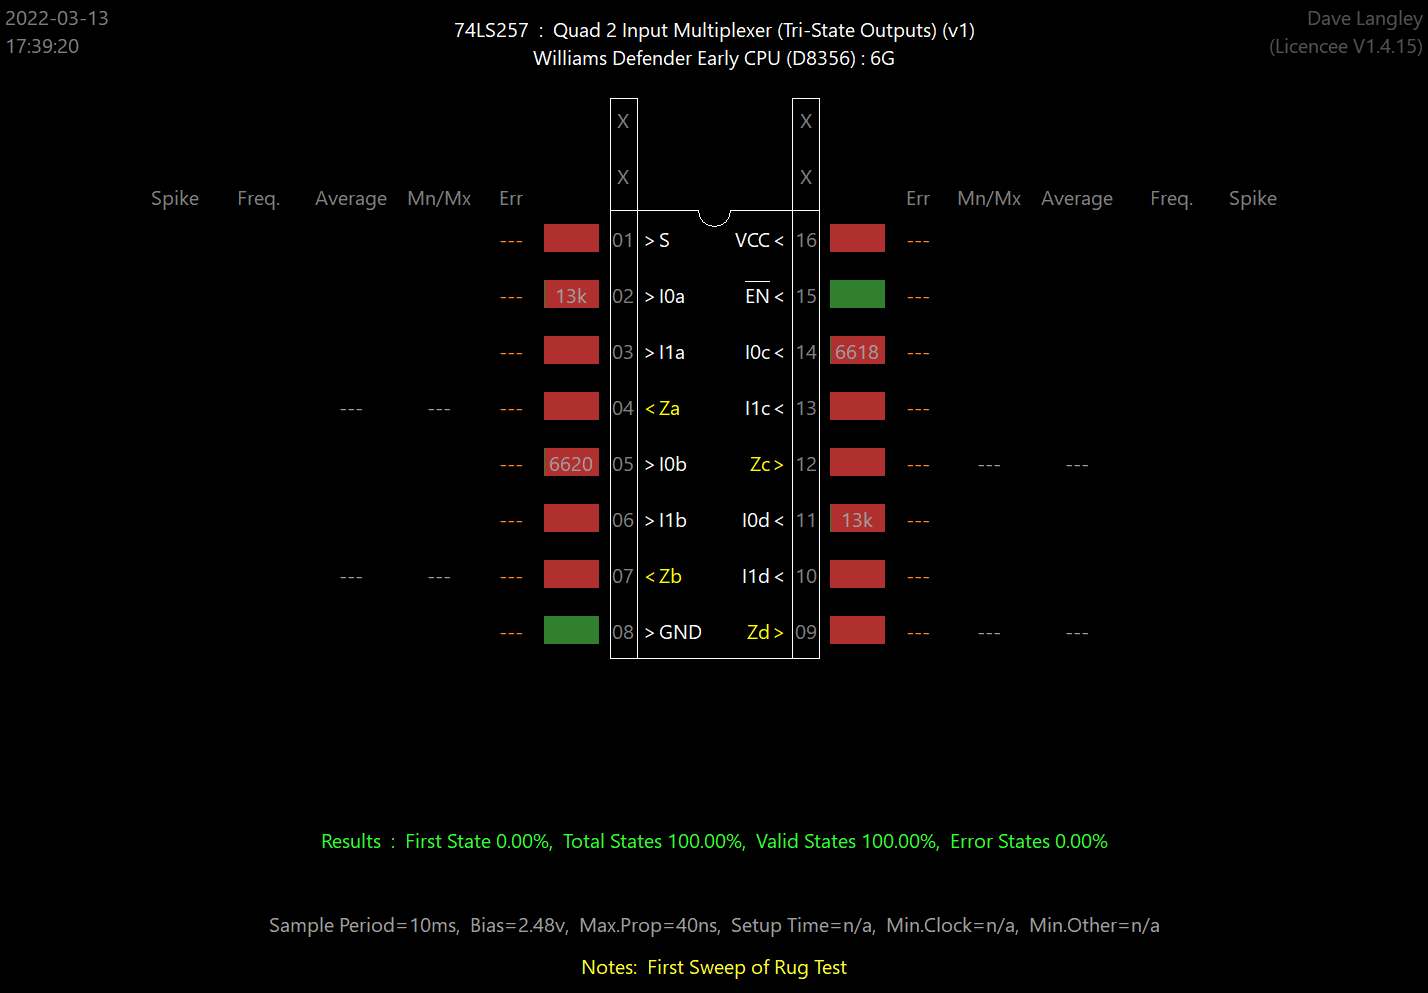 2022-03-13
17:39:20
74LS257 : Quad 2 Input Multiplexer (Tri-State Outputs) (v1)
Williams Defender Early CPU (D8356) : 6G
Dave Langley
(Licencee V1.4.15)
X X
X X
Spike Freq. Average Mn/Mx Err Err Mn/Mx Average Freq. Spike
--- 01 > S VCC < 16 ---
--- 13k 02 > I0a EN < 15 ---
--- 03 > I1a I0c < 14 6618 ---
--- --- --- 04 < Za I1c < 13 ---
--- 6620 05 > I0b Zc > 12 --- --- ---
--- 06 > I1b I0d < 11 13k ---
--- --- --- 07 < Zb I1d < 10 ---
--- 08 > GND Zd > 09 --- --- ---
Results : First State 0.00%, Total States 100.00%, Valid States 100.00%, Error States 0.00%
Sample Period=10ms, Bias=2.48v, Max.Prop=40ns, Setup Time=n/a, Min.Clock=n/a, Min.Other=n/a
Notes: First Sweep of Rug Test